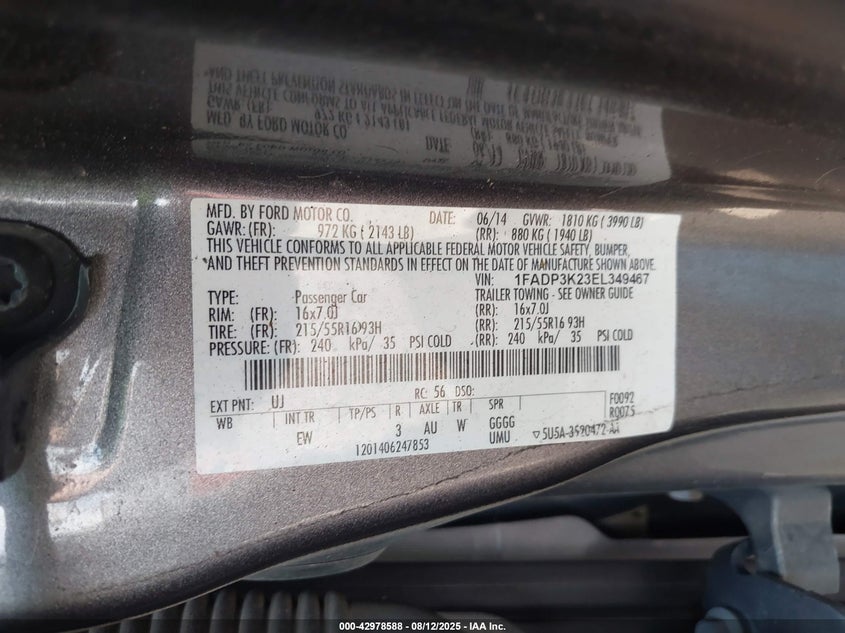 MFD. BY FORD MOTOR CO. DATE: 06/14 GVWR: 1810 KG ( 3990 LB)
GAWR: (FR): 972 KG ( 2143 LB) (RR): 880 KG ( 1940 LB)
THIS VEHICLE CONFORMS TO ALL APPLICABLE FEDERAL MOTOR VEHICLE SAFETY, BUMPER,
*AND THEFT PREVENTION STANDARDS IN EFFECT ON THE DATE OF MANUFACTURE SHOWN ABOVE.
VIN: 1FADP3K23EL349467
TYPE: Passenger Car TRAILER TOWING - SEE OWNER GUIDE
RIM: (FR): 16x7.0J (RR): 16x7.0J
TIRE: (FR): 215/55R16 93H (RR): 215/55R16 93H
PRESSURE: (FR): 240 kPa/ 35 PSI COLD (RR): 240 kPa/ 35 PSI COLD
EXT PNT: UJ RC: 56 DSO: F0092
WB INT TR TP/PS R AXLE TR SPR R0075
EW 3 AU W GGGG
UMU
1201406247853 5U5A-3520472-AA
000-42978588 - 08/12/2025 - IAA Inc.